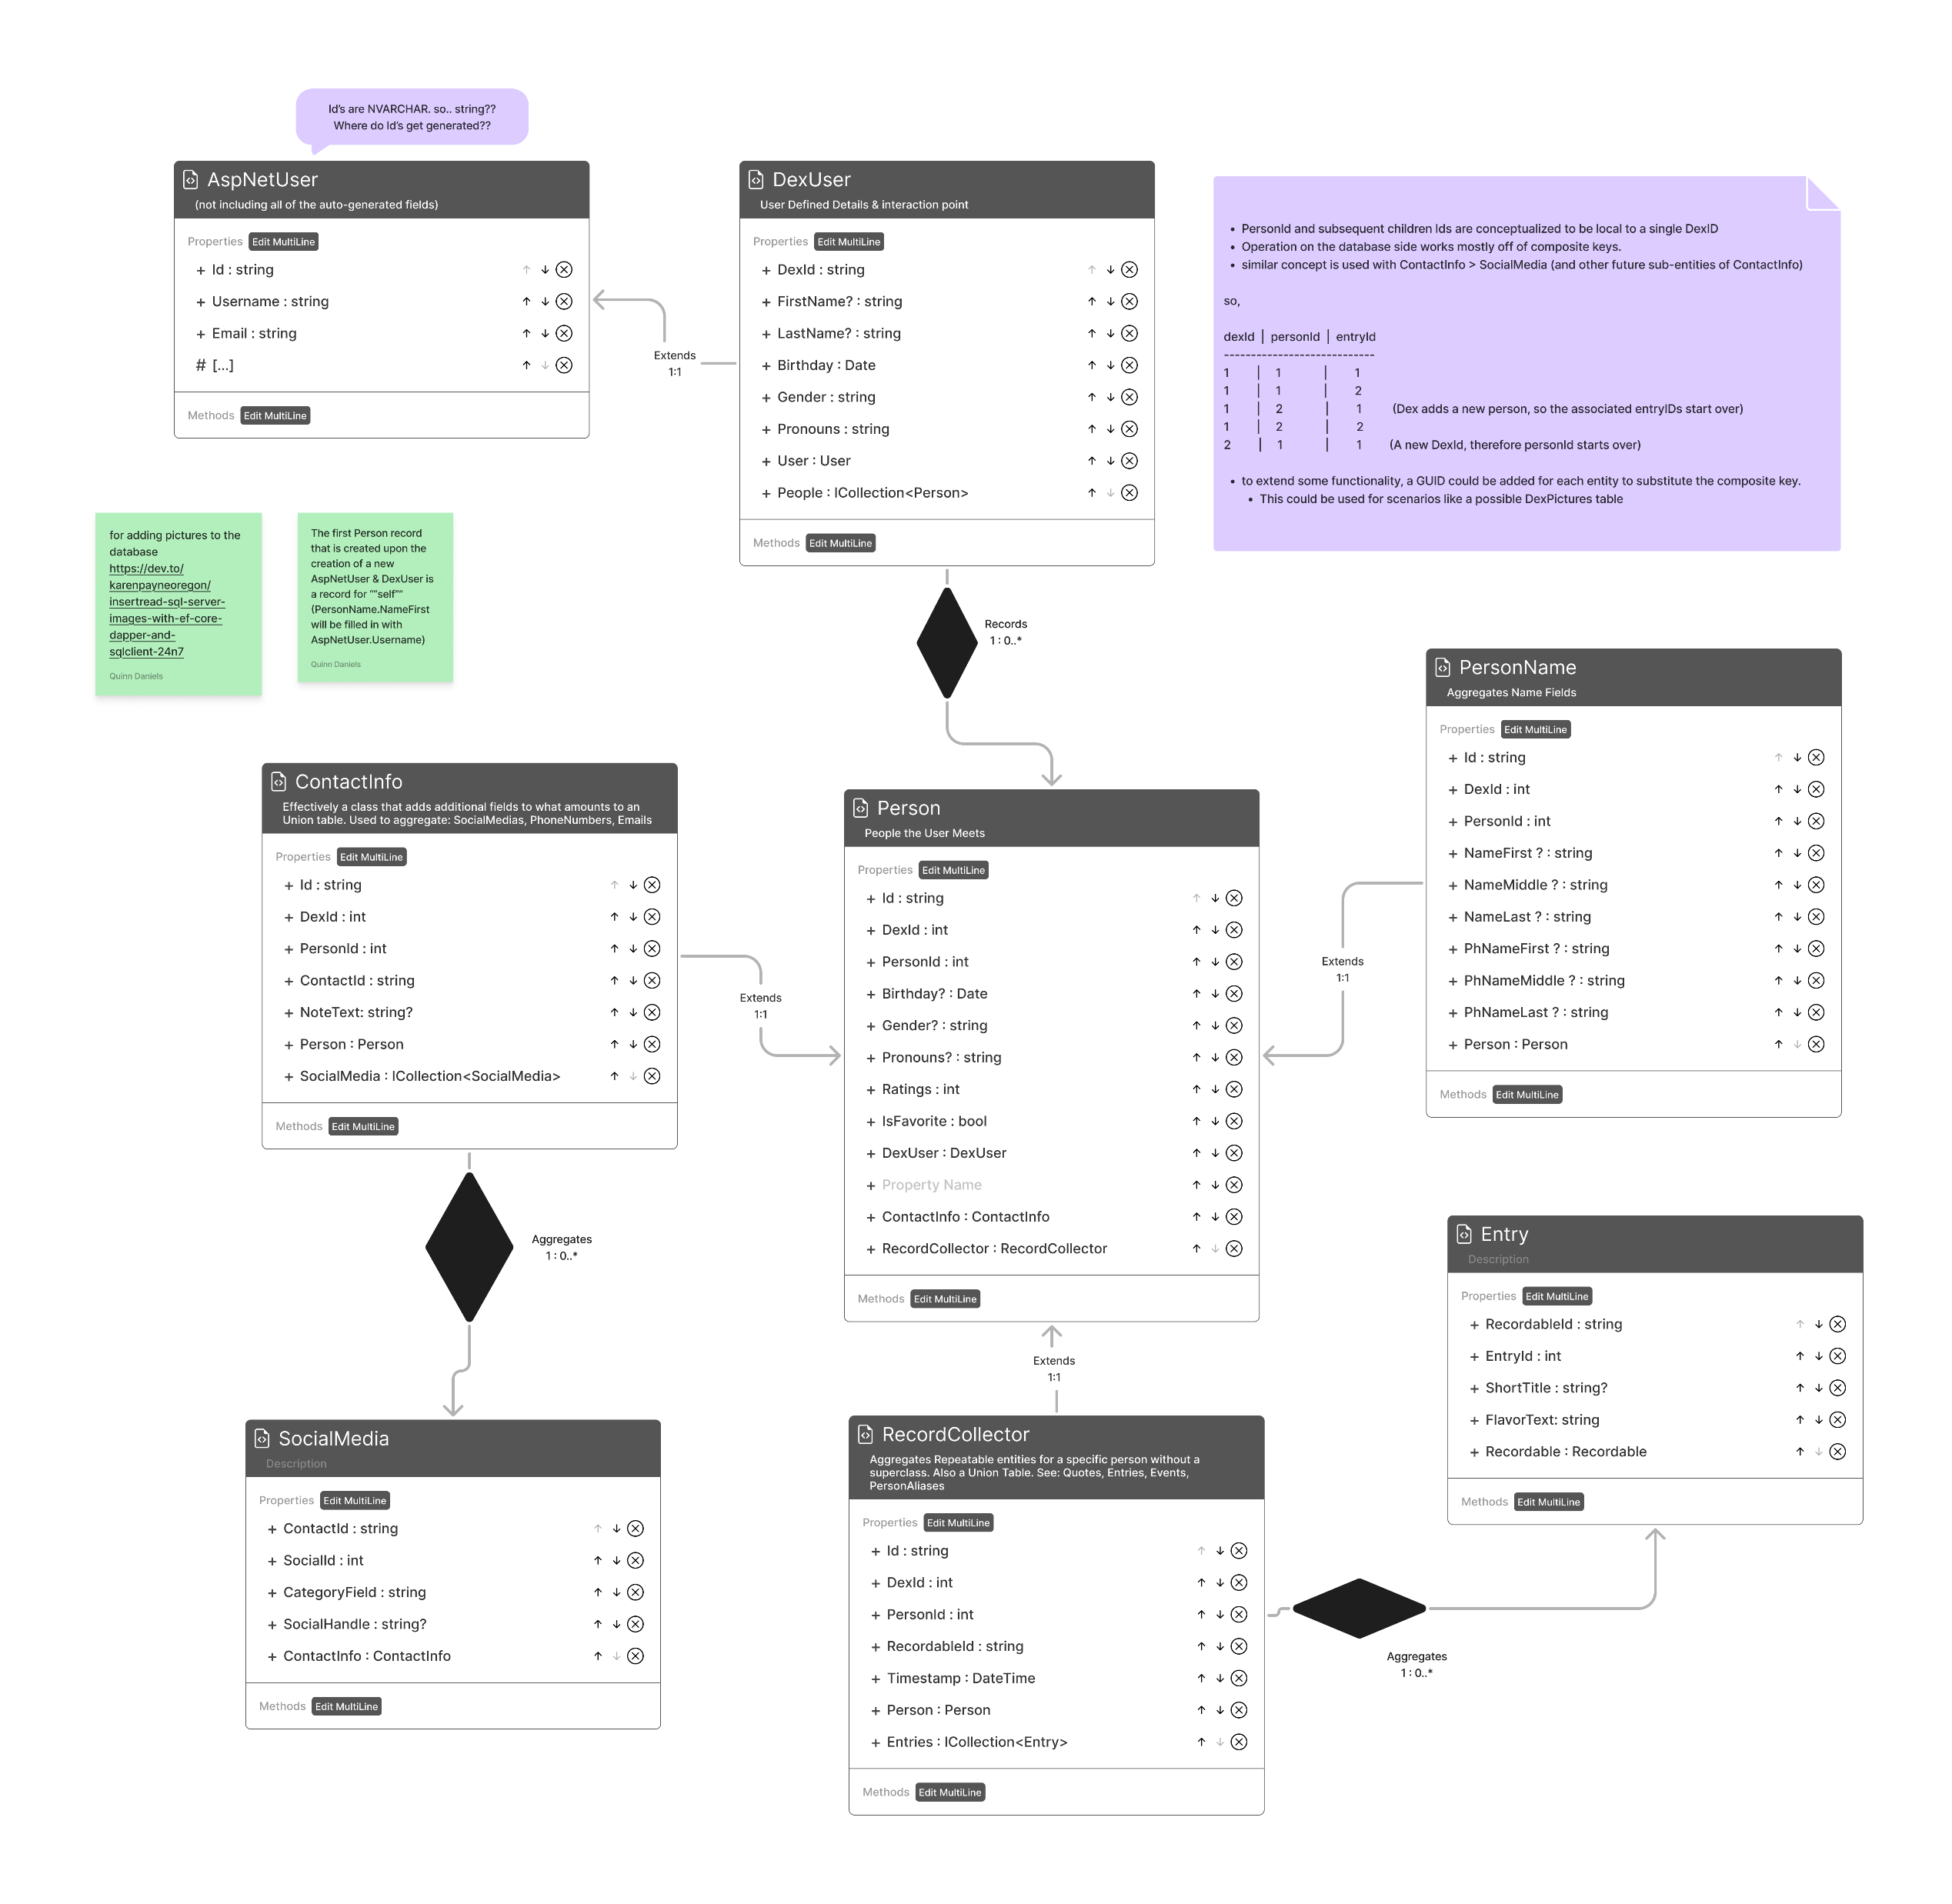 Id's are NVARCHAR. so.. string??
Where do Id's get generated??
AspNetUser
(not including all of the auto-generated fields)
Properties Edit MultiLine
+ Id : string
+ Username : string
+ Email : string
# [...]
Methods Edit MultiLine
Extends
1:1
DexUser
User Defined Details & interaction point
Properties Edit MultiLine
+ DexId : string
+ FirstName? : string
+ LastName? : string
+ Birthday : Date
+ Gender : string
+ Pronouns : string
+ User : User
+ People : ICollection<Person>
Methods Edit MultiLine
• PersonId and subsequent children Ids are conceptualized to be local to a single DexID
• Operation on the database side works mostly off of composite keys.
• similar concept is used with ContactInfo > SocialMedia (and other future sub-entities of ContactInfo)
so,
dexId | personId | entryId
----------------------------
1 | 1 | 1
1 | 1 | 2
1 | 2 | 1 (Dex adds a new person, so the associated entryIDs start over)
1 | 2 | 2
2 | 1 | 1 (A new DexId, therefore personId starts over)
• to extend some functionality, a GUID could be added for each entity to substitute the composite key.
• This could be used for scenarios like a possible DexPictures table
for adding pictures to the
database
https://dev.to/
karenpayneoregon/
insertread-sql-server-
images-with-ef-core-
dapper-and-
sqlclient-24n7
Quinn Daniels
The first Person record
that is created upon the
creation of a new
AspNetUser & DexUser is
a record for ""self""
(PersonName.NameFirst
will be filled in with
AspNetUser.Username)
Quinn Daniels
Records
1 : 0..*
PersonName
Aggregates Name Fields
Properties Edit MultiLine
+ Id : string
+ DexId : int
+ PersonId : int
+ NameFirst ? : string
+ NameMiddle ? : string
+ NameLast ? : string
+ PhNameFirst ? : string
+ PhNameMiddle ? : string
+ PhNameLast ? : string
+ Person : Person
Methods Edit MultiLine
Extends
1:1
ContactInfo
Effectively a class that adds additional fields to what amounts to an
Union table. Used to aggregate: SocialMedias, PhoneNumbers, Emails
Properties Edit MultiLine
+ Id : string
+ DexId : int
+ PersonId : int
+ ContactId : string
+ NoteText: string?
+ Person : Person
+ SocialMedia : ICollection<SocialMedia>
Methods Edit MultiLine
Extends
1:1
Person
People the User Meets
Properties Edit MultiLine
+ Id : string
+ DexId : int
+ PersonId : int
+ Birthday? : Date
+ Gender? : string
+ Pronouns? : string
+ Ratings : int
+ IsFavorite : bool
+ DexUser : DexUser
+ Property Name
+ ContactInfo : ContactInfo
+ RecordCollector : RecordCollector
Methods Edit MultiLine
Aggregates
1 : 0..*
Extends
1:1
Entry
Description
Properties Edit MultiLine
+ RecordableId : string
+ EntryId : int
+ ShortTitle : string?
+ FlavorText: string
+ Recordable : Recordable
Methods Edit MultiLine
SocialMedia
Description
Properties Edit MultiLine
+ ContactId : string
+ SocialId : int
+ CategoryField : string
+ SocialHandle : string?
+ ContactInfo : ContactInfo
Methods Edit MultiLine
RecordCollector
Aggregates Repeatable entities for a specific person without a
superclass. Also a Union Table. See: Quotes, Entries, Events,
PersonAliases
Properties Edit MultiLine
+ Id : string
+ DexId : int
+ PersonId : int
+ RecordableId : string
+ Timestamp : DateTime
+ Person : Person
+ Entries : ICollection<Entry>
Methods Edit MultiLine
Aggregates
1 : 0..*